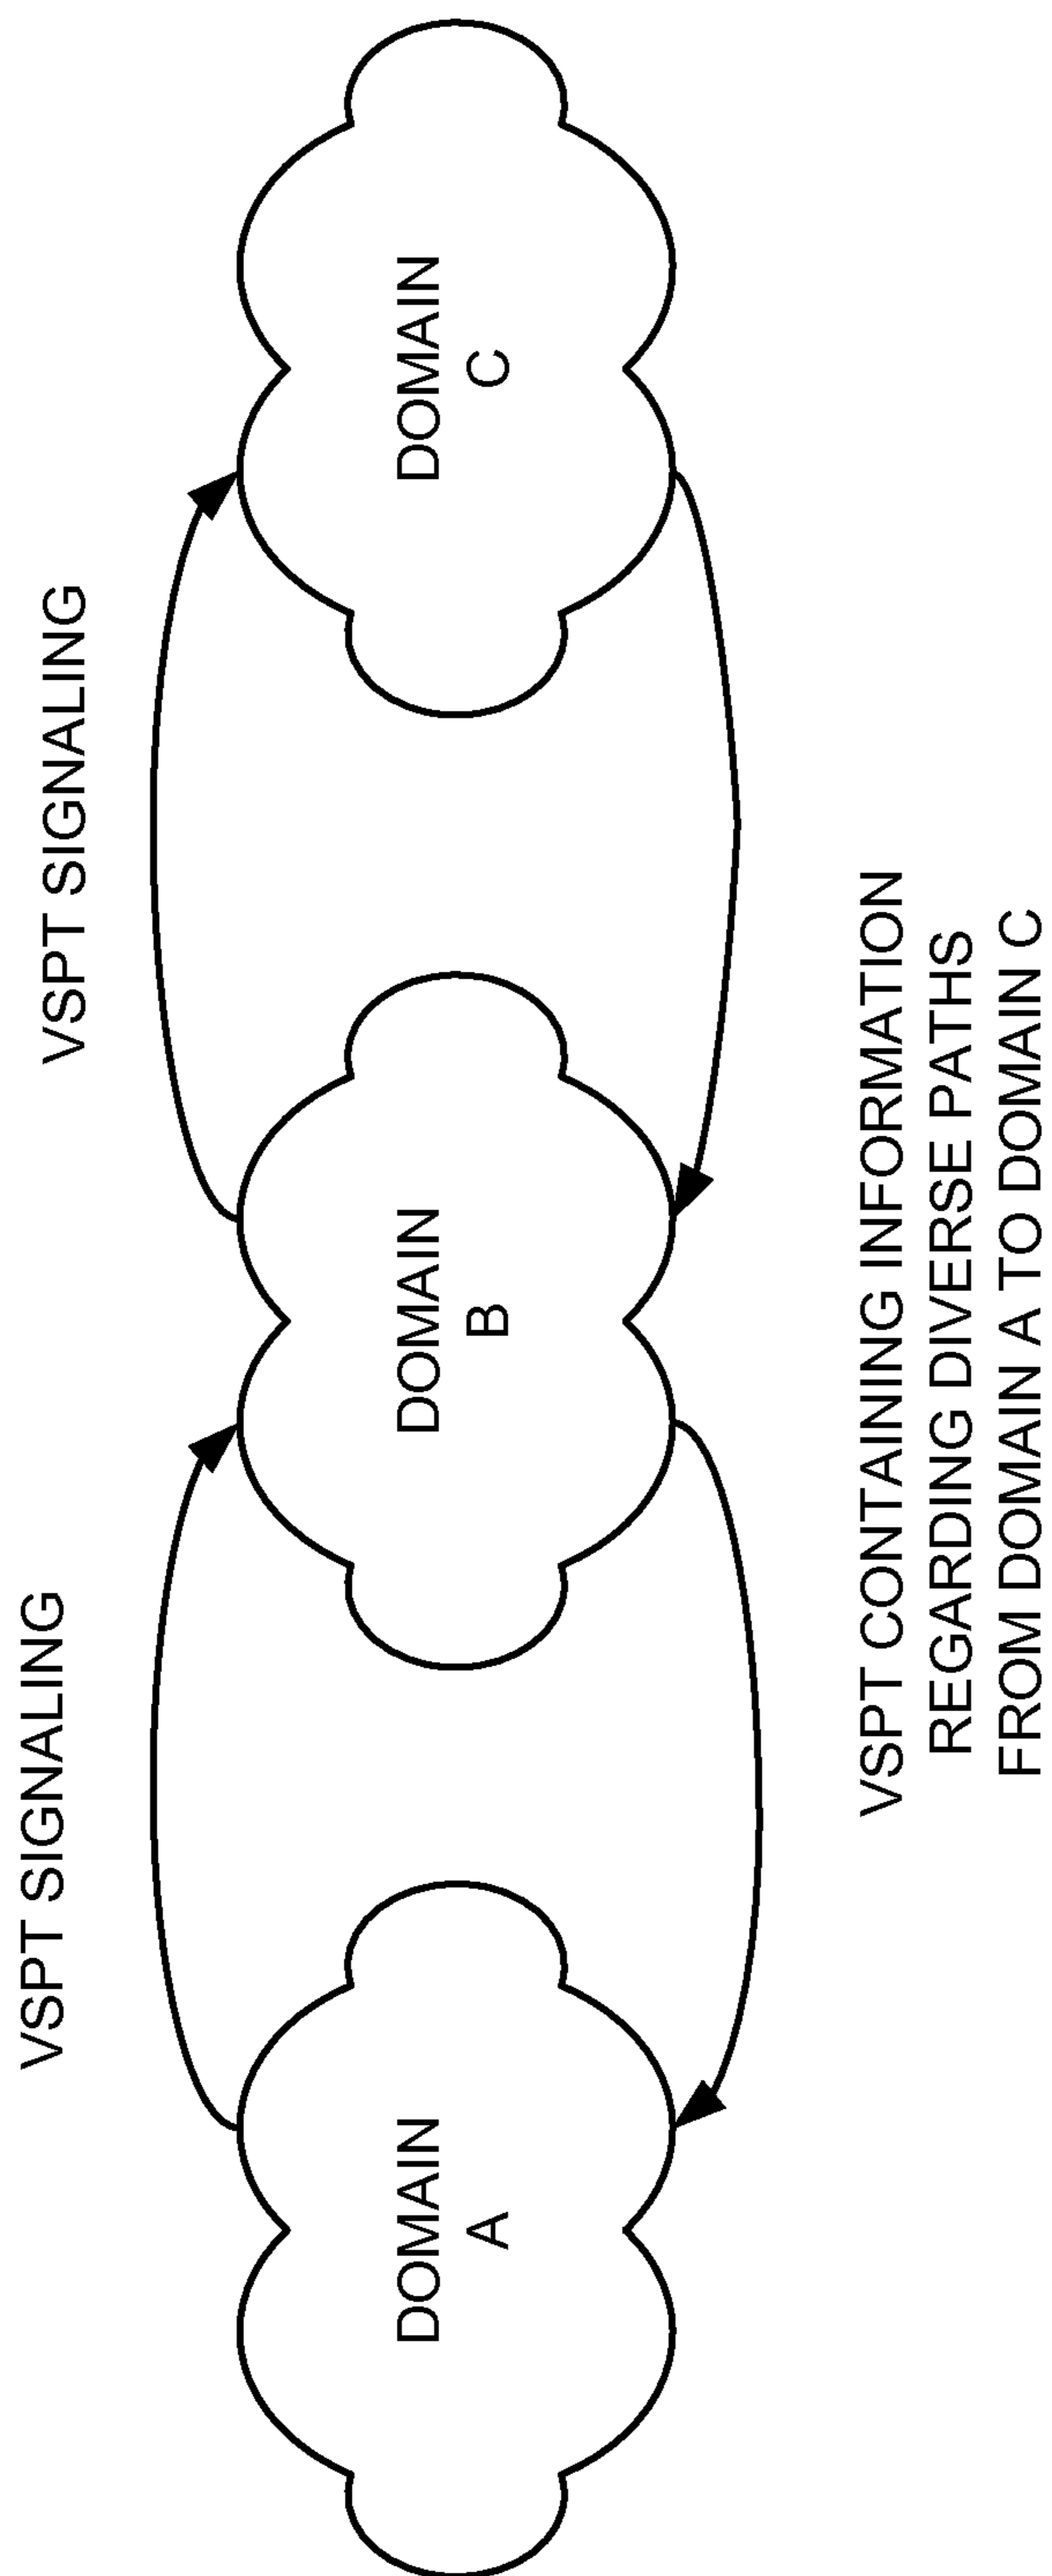 VSPT SIGNALING
VSPT SIGNALING
DOMAIN
A
DOMAIN
B
DOMAIN
C
VSPT CONTAINING INFORMATION
REGARDING DIVERSE PATHS
FROM DOMAIN A TO DOMAIN C